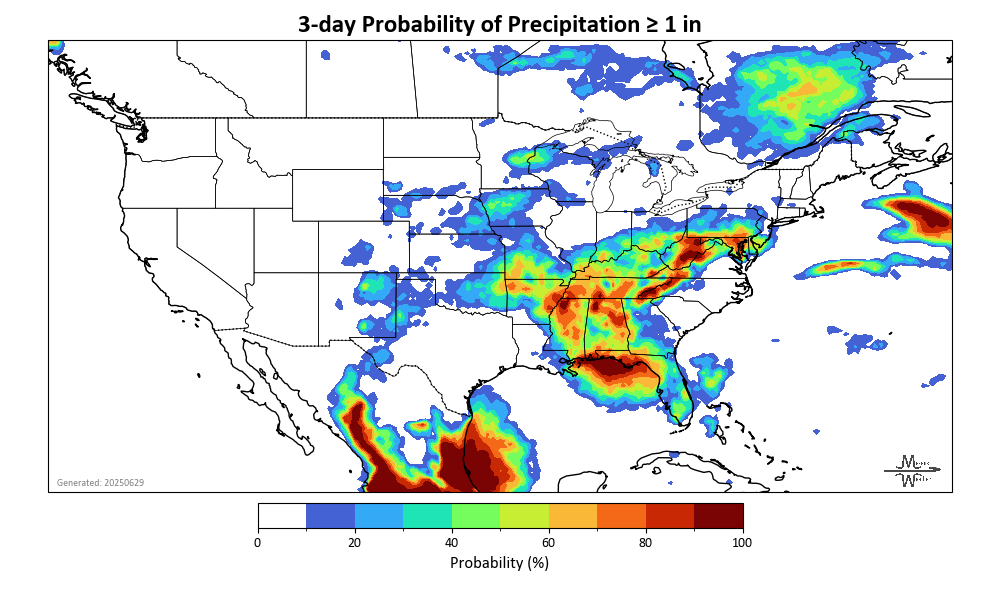 3-day Probability of Precipitation ≥ 1 in
Generated: 20250629
0 20 40 60 80 100
Probability (%)